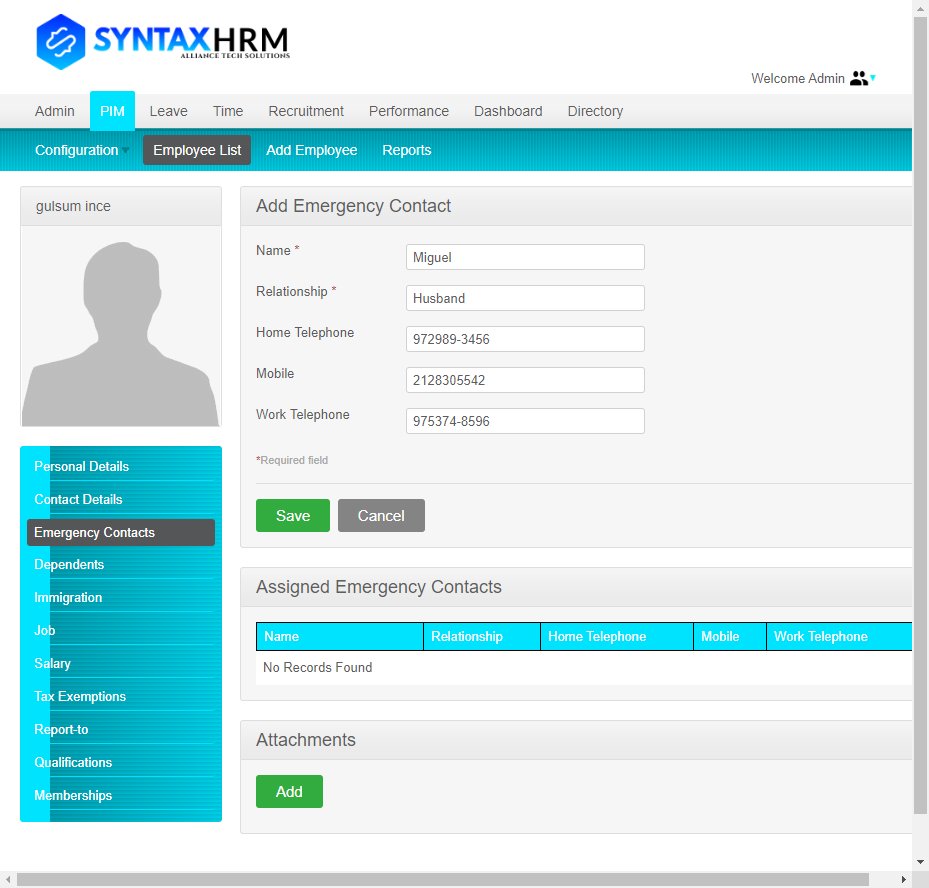 SYNTAXHRM
ALLIANCE TECH SOLUTIONS
Welcome Admin
Admin PIM Leave Time Recruitment Performance Dashboard Directory
Configuration Employee List Add Employee Reports
gulsum ince
Add Emergency Contact
Name * Miguel
Relationship * Husband
Home Telephone 972989-3456
Mobile 2128305542
Work Telephone 975374-8596
*Required field
Save Cancel
Personal Details
Contact Details
Emergency Contacts
Dependents
Immigration
Job
Salary
Tax Exemptions
Report-to
Qualifications
Memberships
Assigned Emergency Contacts
Name Relationship Home Telephone Mobile Work Telephone
No Records Found
Attachments
Add